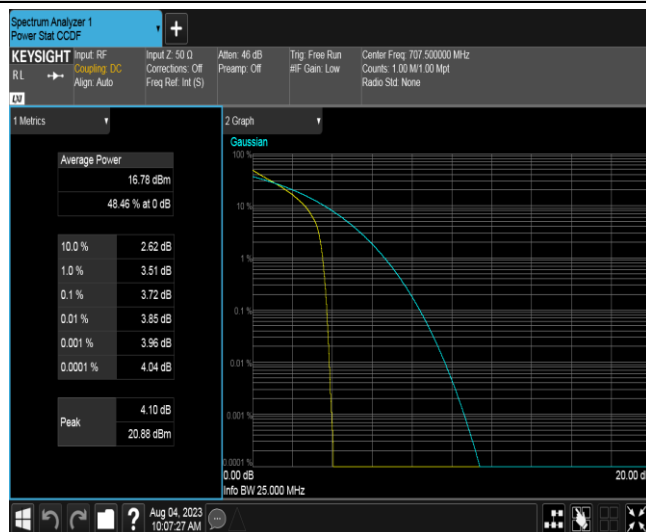 Spectrum Analyzer 1
Power Stat CCDF
+
KEYSIGHT
RL
LXI
Input: RF
Coupling: DC
Align: Auto
Input Z: 50 Ω
Corrections: Off
Freq Ref: Int (S)
Atten: 46 dB
Preamp: Off
Trig: Free Run
#IF Gain: Low
Center Freq: 707.500000 MHz
Counts: 1.00 M/1.00 Mpt
Radio Std: None
1 Metrics
Average Power
16.78 dBm
48.46 % at 0 dB
10.0 % 2.62 dB
1.0 % 3.51 dB
0.1 % 3.72 dB
0.01 % 3.85 dB
0.001 % 3.96 dB
0.0001 % 4.04 dB
Peak
4.10 dB
20.88 dBm
2 Graph
Gaussian
100 %
10 %
1 %
0.1 %
0.01 %
0.001 %
0.0001 %
0.00 dB
20.00 d
Info BW 25.000 MHz
?
Aug 04, 2023
10:07:27 AM